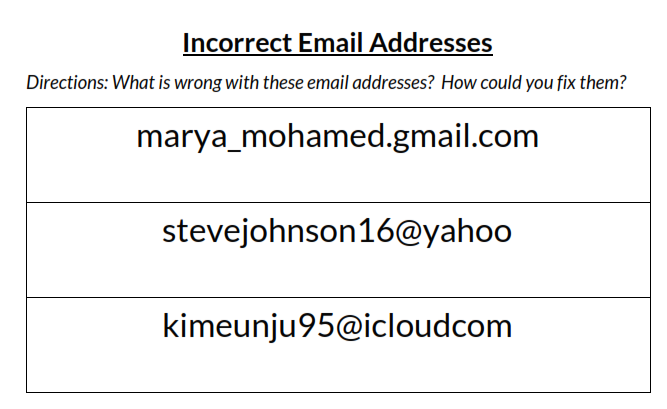 Incorrect Email Addresses
Directions: What is wrong with these email addresses? How could you fix them?
marya_mohamed.gmail.com
stevejohnson16@yahoo
kimeunju95@icloudcom